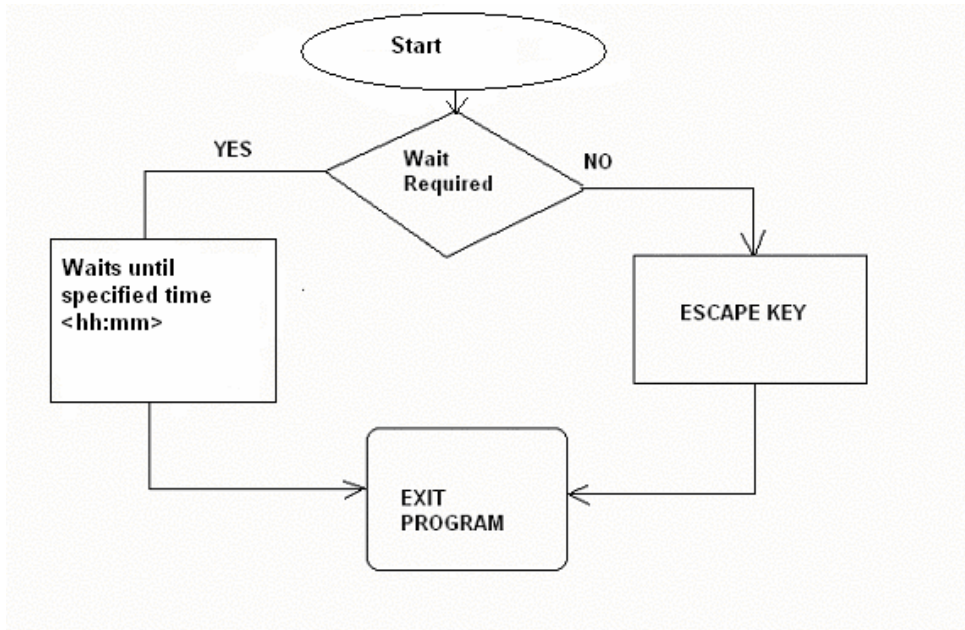 Start
YES
Wait
Required
NO
Waits until
specified time
<hh:mm>
ESCAPE KEY
EXIT
PROGRAM